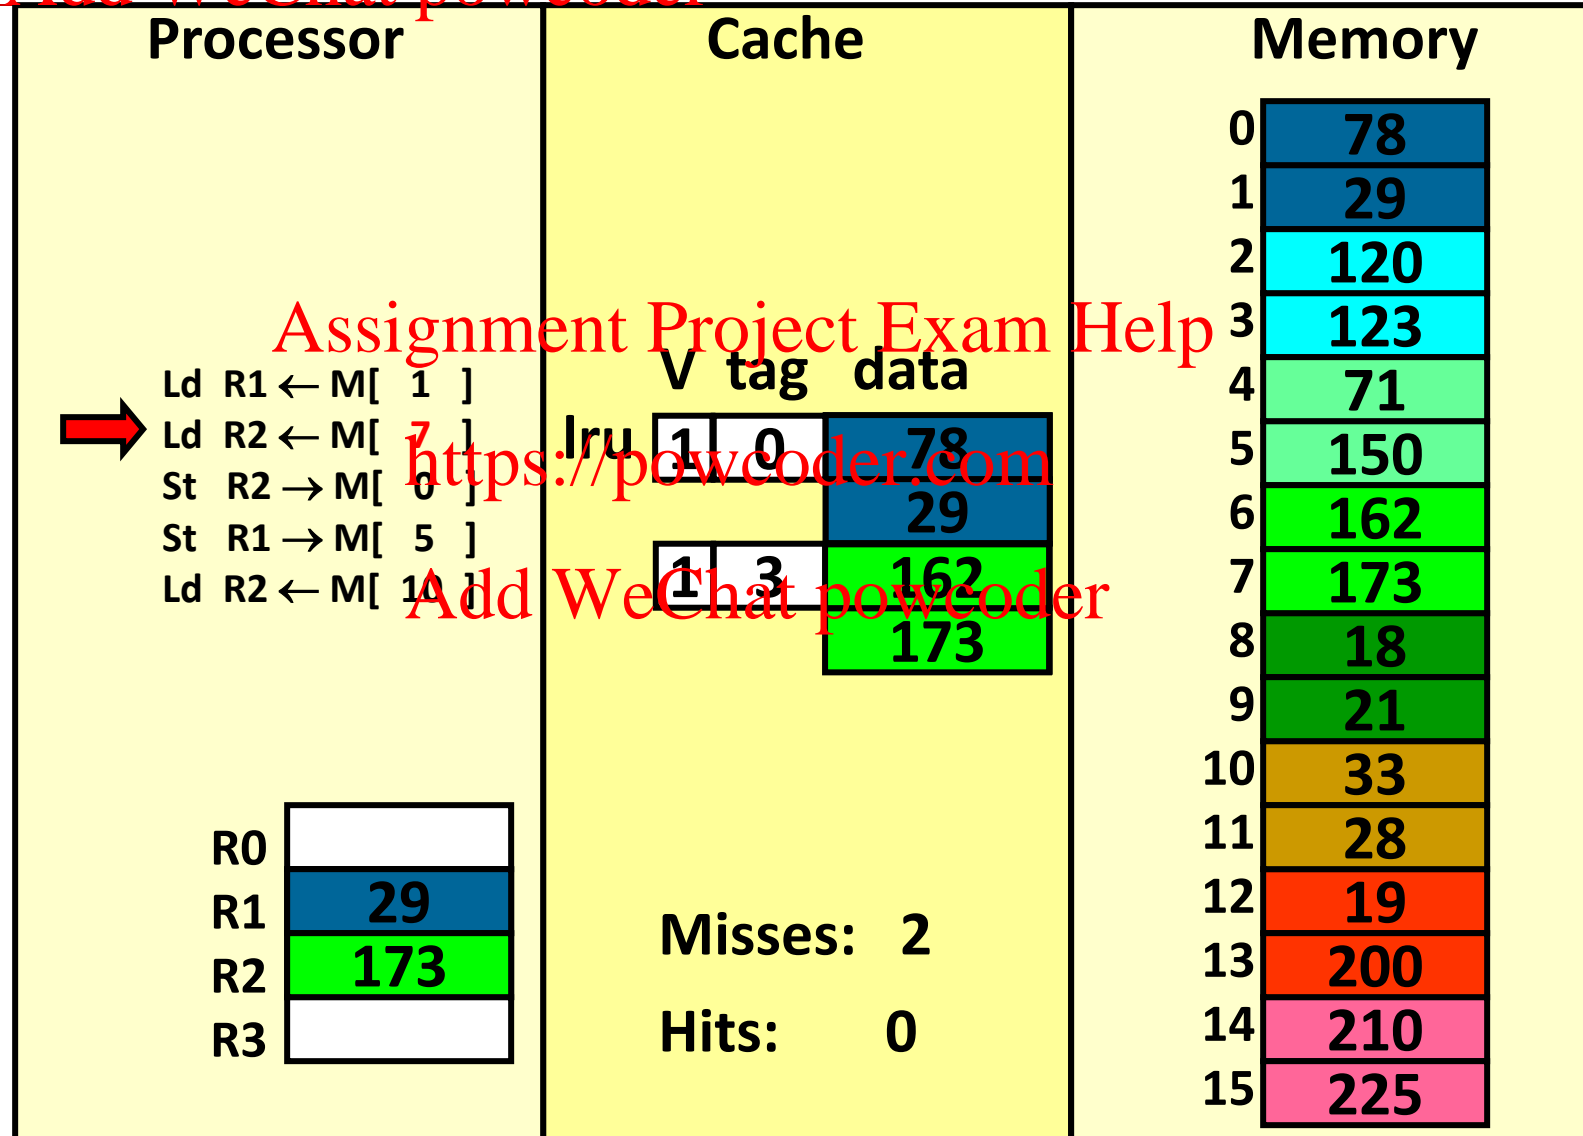 Add WeChat powcoder
Processor
Cache
Memory
0 78
1 29
2 120
3 123
4 71
5 150
6 162
7 173
8 18
9 21
10 33
11 28
12 19
13 200
14 210
15 225
Assignment Project Exam Help
https://powcoder.com
Add WeChat powcoder
Ld R1 ← M[ 1 ]
Ld R2 ← M[ 7 ]
St R2 → M[ 0 ]
St R1 → M[ 5 ]
Ld R2 ← M[ 10 ]
V tag data
lru 1 0 78
29
1 3 162
173
R0
R1 29
R2 173
R3
Misses: 2
Hits: 0